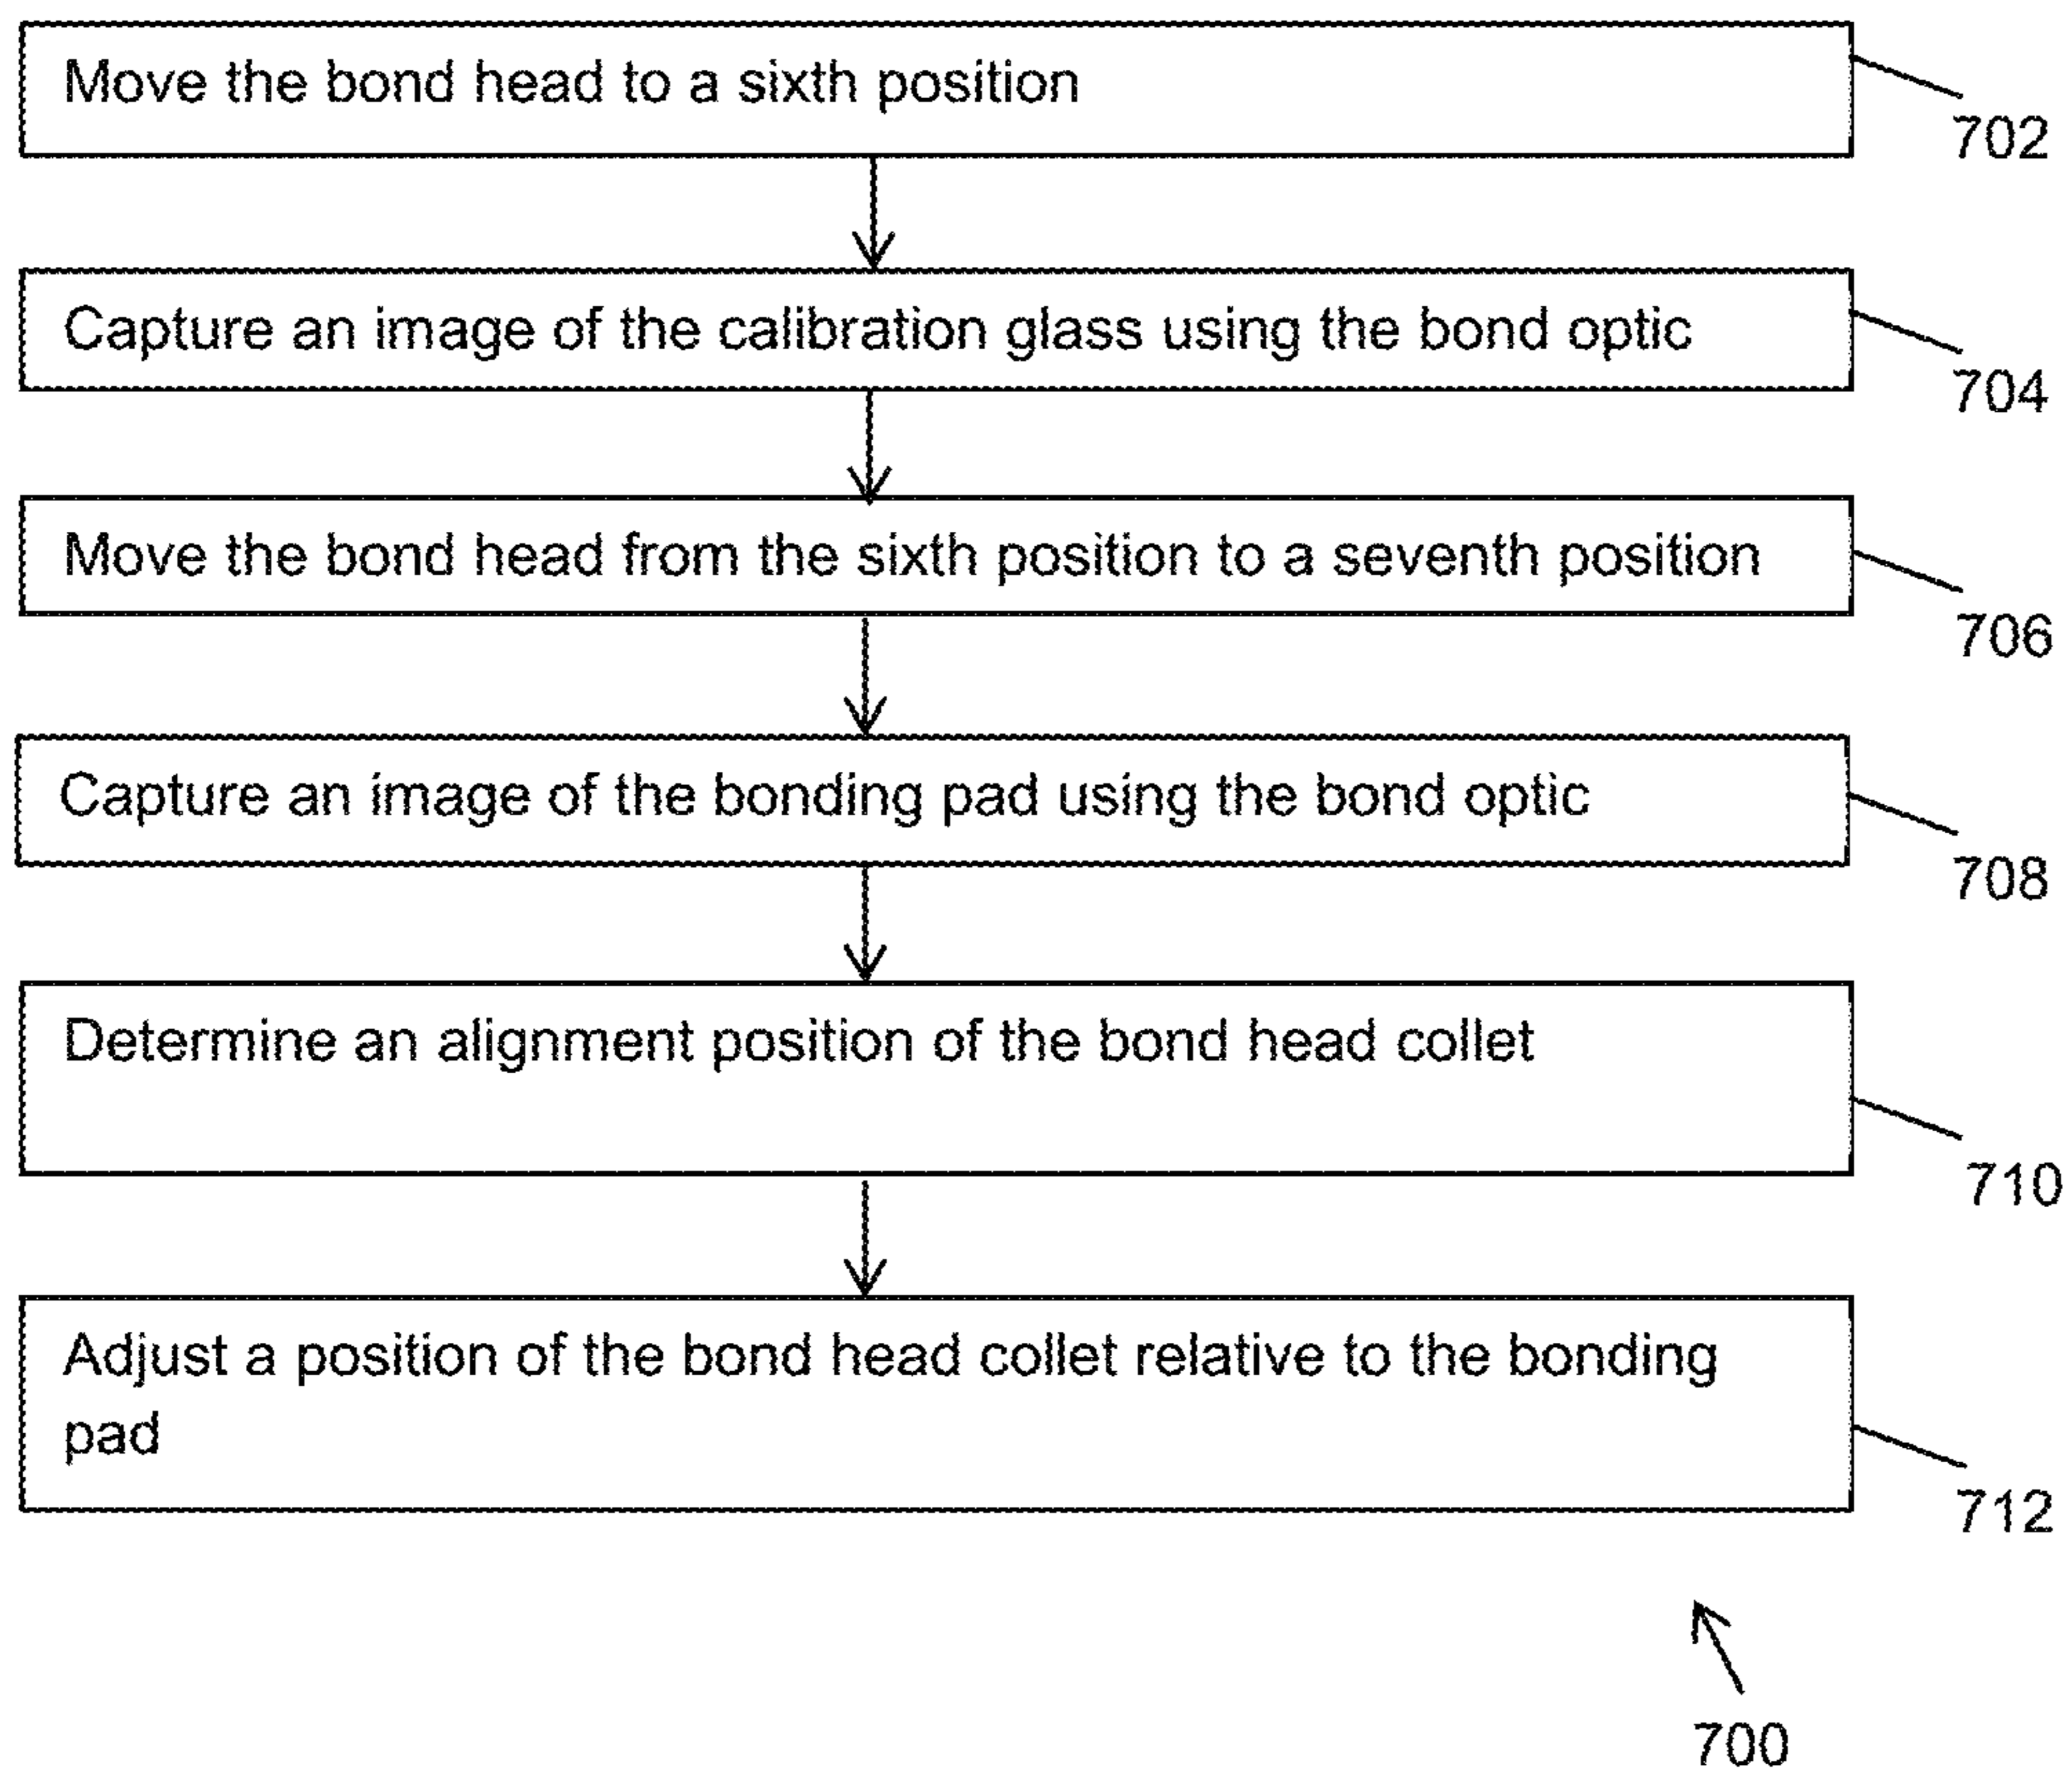 Move the bond head to a sixth position
702
Capture an image of the calibration glass using the bond optic
704
Move the bond head from the sixth position to a seventh position
706
Capture an image of the bonding pad using the bond optic
708
Determine an alignment position of the bond head collet
710
Adjust a position of the bond head collet relative to the bonding
pad
712
700